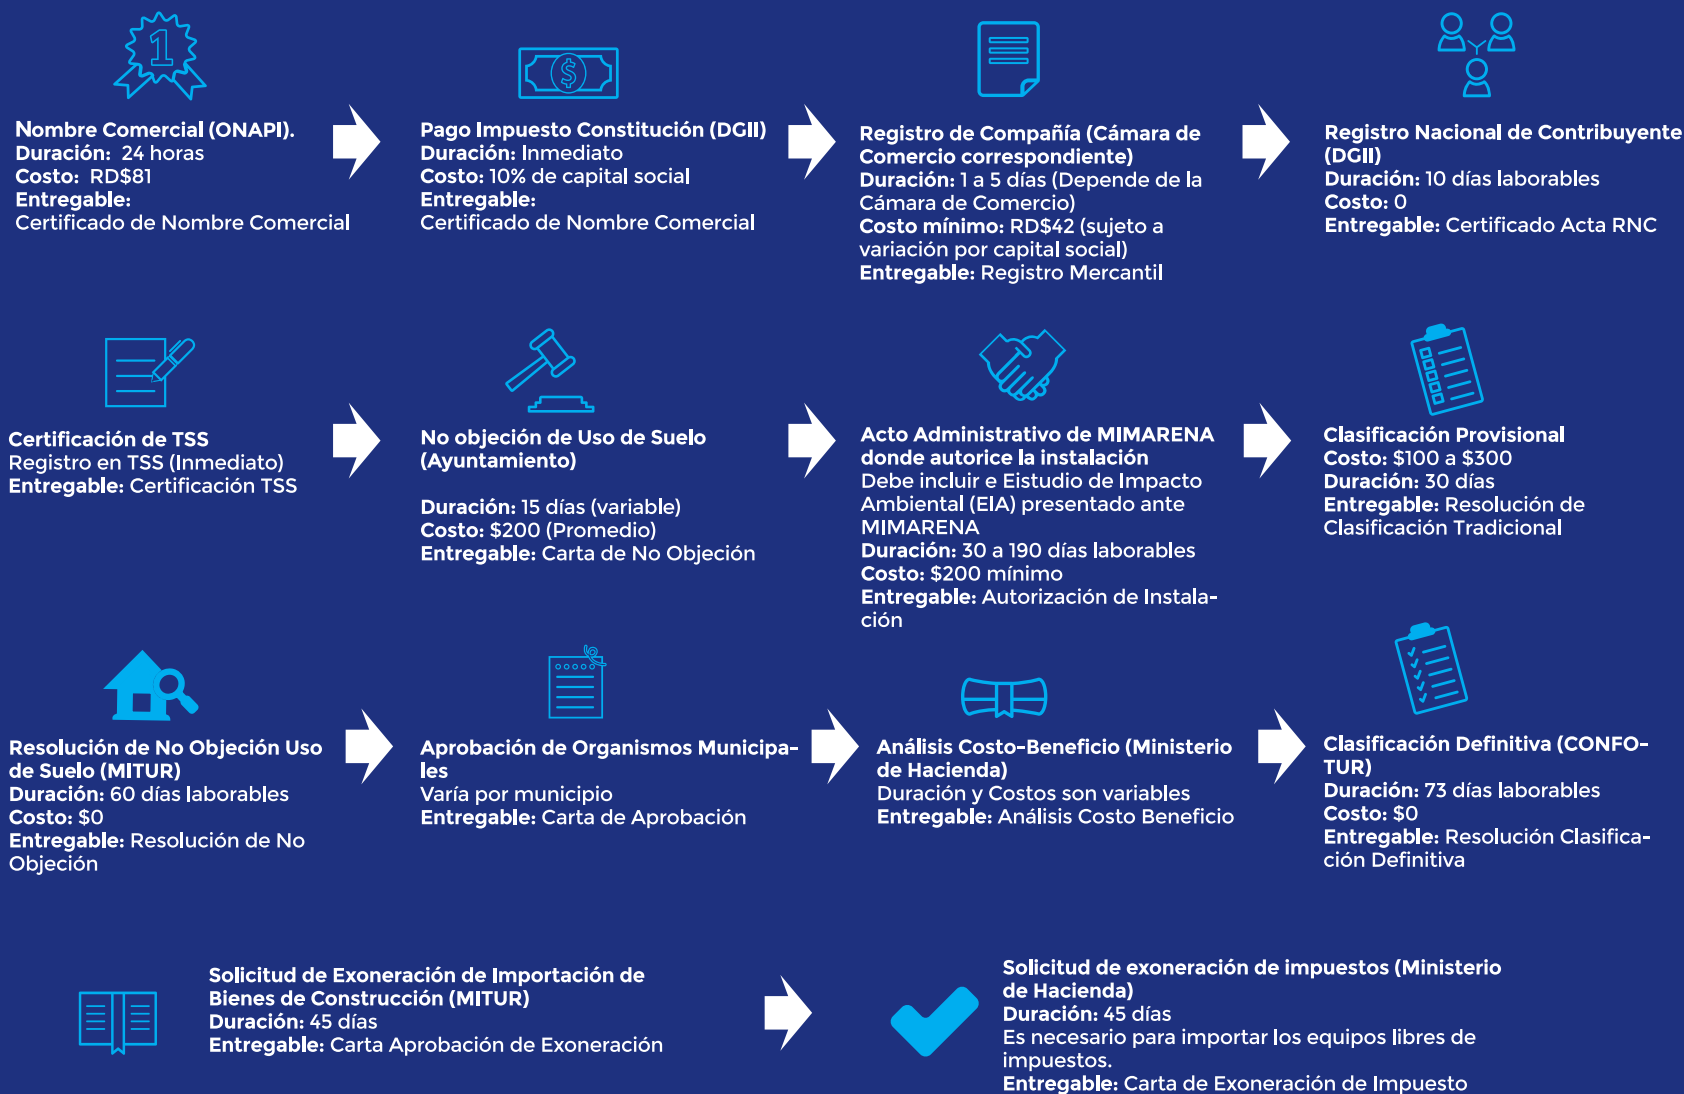 1
Nombre Comercial (ONAPI).
Duración: 24 horas
Costo: RD$81
Entregable:
Certificado de Nombre Comercial
$
Pago Impuesto Constitución (DGII)
Duración: Inmediato
Costo: 10% de capital social
Entregable:
Certificado de Nombre Comercial
Registro de Compañía (Cámara de
Comercio correspondiente)
Duración: 1 a 5 días (Depende de la
Cámara de Comercio)
Costo mínimo: RD$42 (sujeto a
variación por capital social)
Entregable: Registro Mercantil
Registro Nacional de Contribuyente
(DGII)
Duración: 10 días laborables
Costo: 0
Entregable: Certificado Acta RNC
Certificación de TSS
Registro en TSS (Inmediato)
Entregable: Certificación TSS
No objeción de Uso de Suelo
(Ayuntamiento)
Duración: 15 días (variable)
Costo: $200 (Promedio)
Entregable: Carta de No Objeción
Acto Administrativo de MIMARENA
donde autorice la instalación
Debe incluir e Eistudio de Impacto
Ambiental (EIA) presentado ante
MIMARENA
Duración: 30 a 190 días laborables
Costo: $200 mínimo
Entregable: Autorización de Instala-
ción
Clasificación Provisional
Costo: $100 a $300
Duración: 30 días
Entregable: Resolución de
Clasificación Tradicional
Resolución de No Objeción Uso
de Suelo (MITUR)
Duración: 60 días laborables
Costo: $0
Entregable: Resolución de No
Objeción
Aprobación de Organismos Municipa-
les
Varía por municipio
Entregable: Carta de Aprobación
Análisis Costo-Beneficio (Ministerio
de Hacienda)
Duración y Costos son variables
Entregable: Análisis Costo Beneficio
Clasificación Definitiva (CONFO-
TUR)
Duración: 73 días laborables
Costo: $0
Entregable: Resolución Clasifica-
ción Definitiva
Solicitud de Exoneración de Importación de
Bienes de Construcción (MITUR)
Duración: 45 días
Entregable: Carta Aprobación de Exoneración
Solicitud de exoneración de impuestos (Ministerio
de Hacienda)
Duración: 45 días
Es necesario para importar los equipos libres de
impuestos.
Entregable: Carta de Exoneración de Impuesto